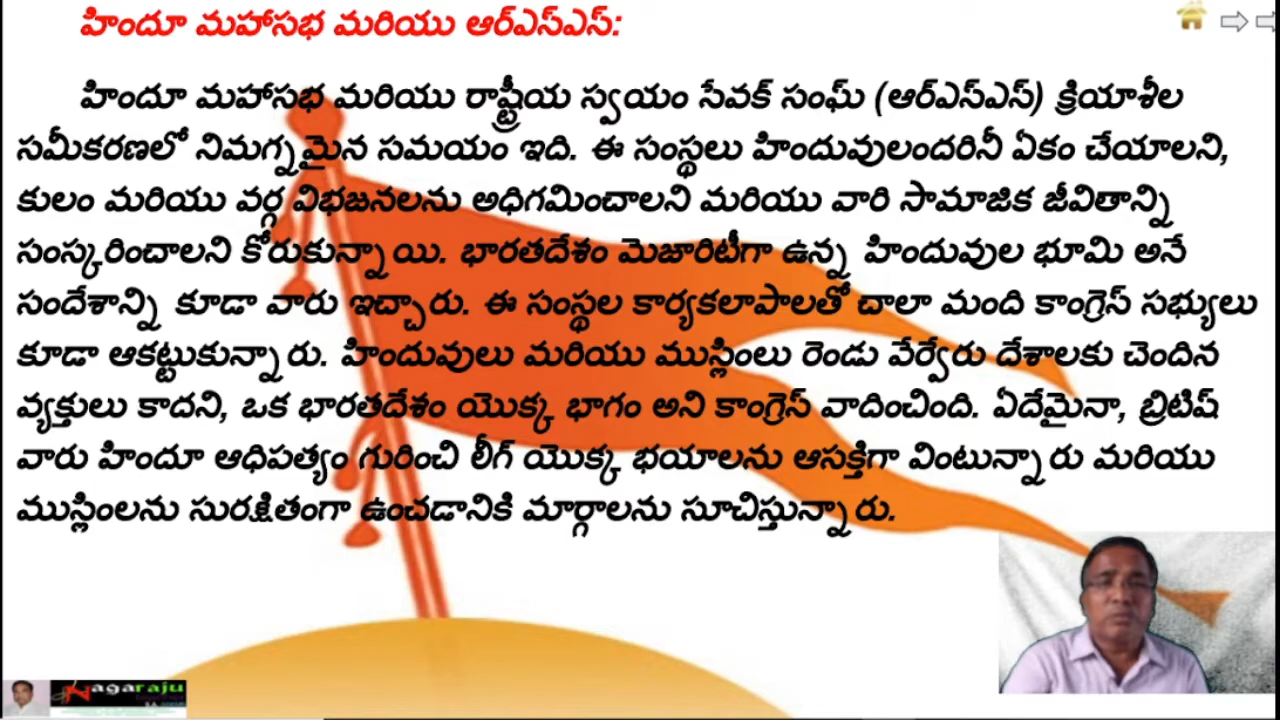 హిందూ మహాసభ మరియు ఆర్ఎస్ఎస్:
హిందూ మహాసభ మరియు రాష్ట్రీయ స్వయం సేవక్ సంఘ్ (ఆర్ఎస్ఎస్) క్రియాశీల
సమీకరణలో నిమగ్నమైన సమయం ఇది. ఈ సంస్థలు హిందువులందరినీ ఏకం చేయాలని,
కులం మరియు వర్గ విభజనలను అధిగమించాలని మరియు వారి సామాజిక జీవితాన్ని
సంస్కరించాలని కోరుకున్నాయి. భారతదేశం మెజారిటీగా ఉన్న హిందువుల భూమి అనే
సందేశాన్ని కూడా వారు ఇచ్చారు. ఈ సంస్థల కార్యకలాపాలతో చాలా మంది కాంగ్రెస్ సభ్యులు
కూడా ఆకట్టుకున్నారు. హిందువులు మరియు ముస్లింలు రెండు వేర్వేరు దేశాలకు చెందిన
వ్యక్తులు కాదని, ఒక భారతదేశం యొక్క భాగం అని కాంగ్రెస్ వాదించింది. ఏదేమైనా, బ్రిటిష్
వారు హిందూ ఆధిపత్యం గురించి లీగ్ యొక్క భయాలను ఆసక్తిగా వింటున్నారు మరియు
ముస్లింలను సురక్షితంగా ఉంచడానికి మార్గాలను సూచిస్తున్నారు.
Nagaraju